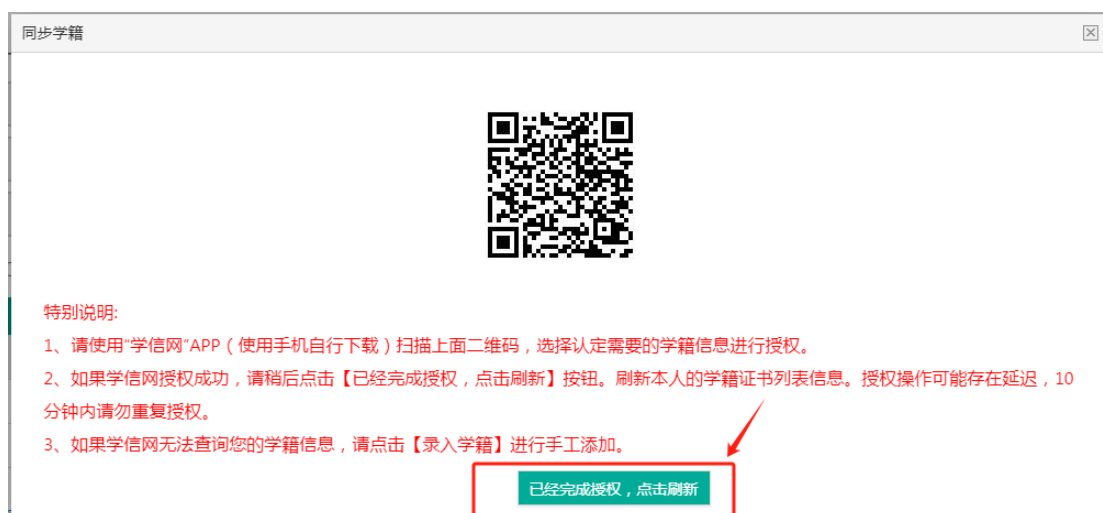 同步学籍
特别说明:
1、请使用“学信网”APP（使用手机自行下载）扫描上面二维码，选择认定需要的学籍信息进行授权。
2、如果学信网授权成功，请稍后点击【已经完成授权，点击刷新】按钮。刷新本人的学籍证书列表信息。授权操作可能存在延迟，10
分钟内请勿重复授权。
3、如果学信网无法查询您的学籍信息，请点击【录入学籍】进行手工添加。
已经完成授权，点击刷新